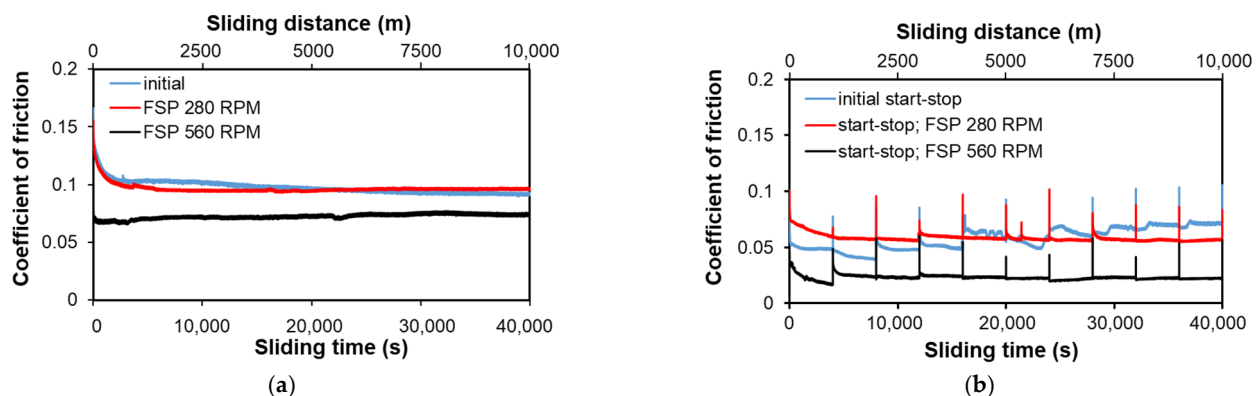 Sliding distance (m)
0 2500 5000 7500 10,000
0.2
0.15
0.1
0.05
0
Coefficient of friction
initial
FSP 280 RPM
FSP 560 RPM
0 10,000 20,000 30,000 40,000
Sliding time (s)
(a)
Sliding distance (m)
0 2500 5000 7500 10,000
0.2
0.15
0.1
0.05
0
Coefficient of friction
initial start-stop
start-stop; FSP 280 RPM
start-stop; FSP 560 RPM
0 10,000 20,000 30,000 40,000
Sliding time (s)
(b)